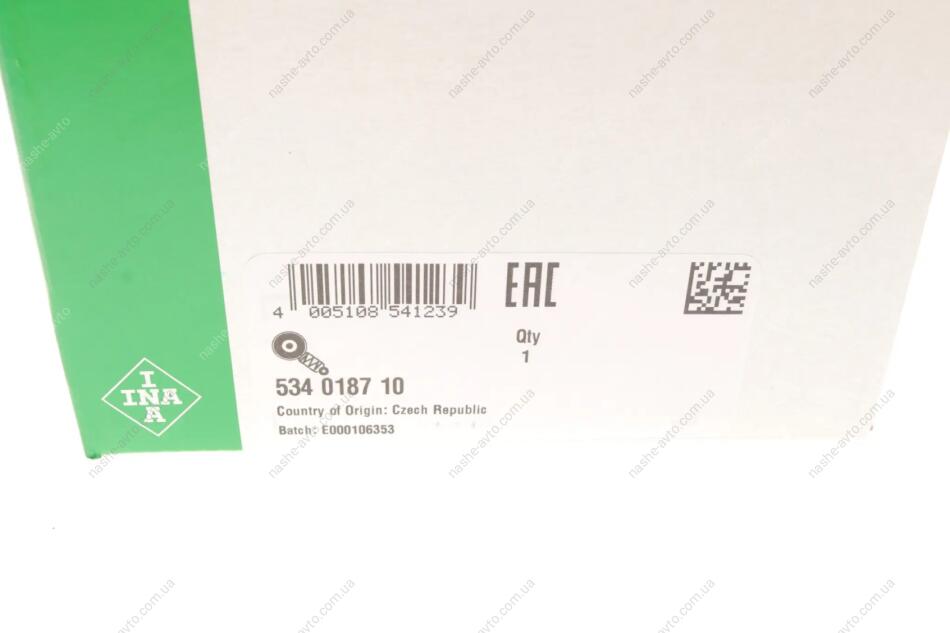 4 005108 541239
EAC
Qty
1
534 0187 10
Country of Origin: Czech Republic
Batch: E000106353
I
INA
A
nashe-avto.com.ua